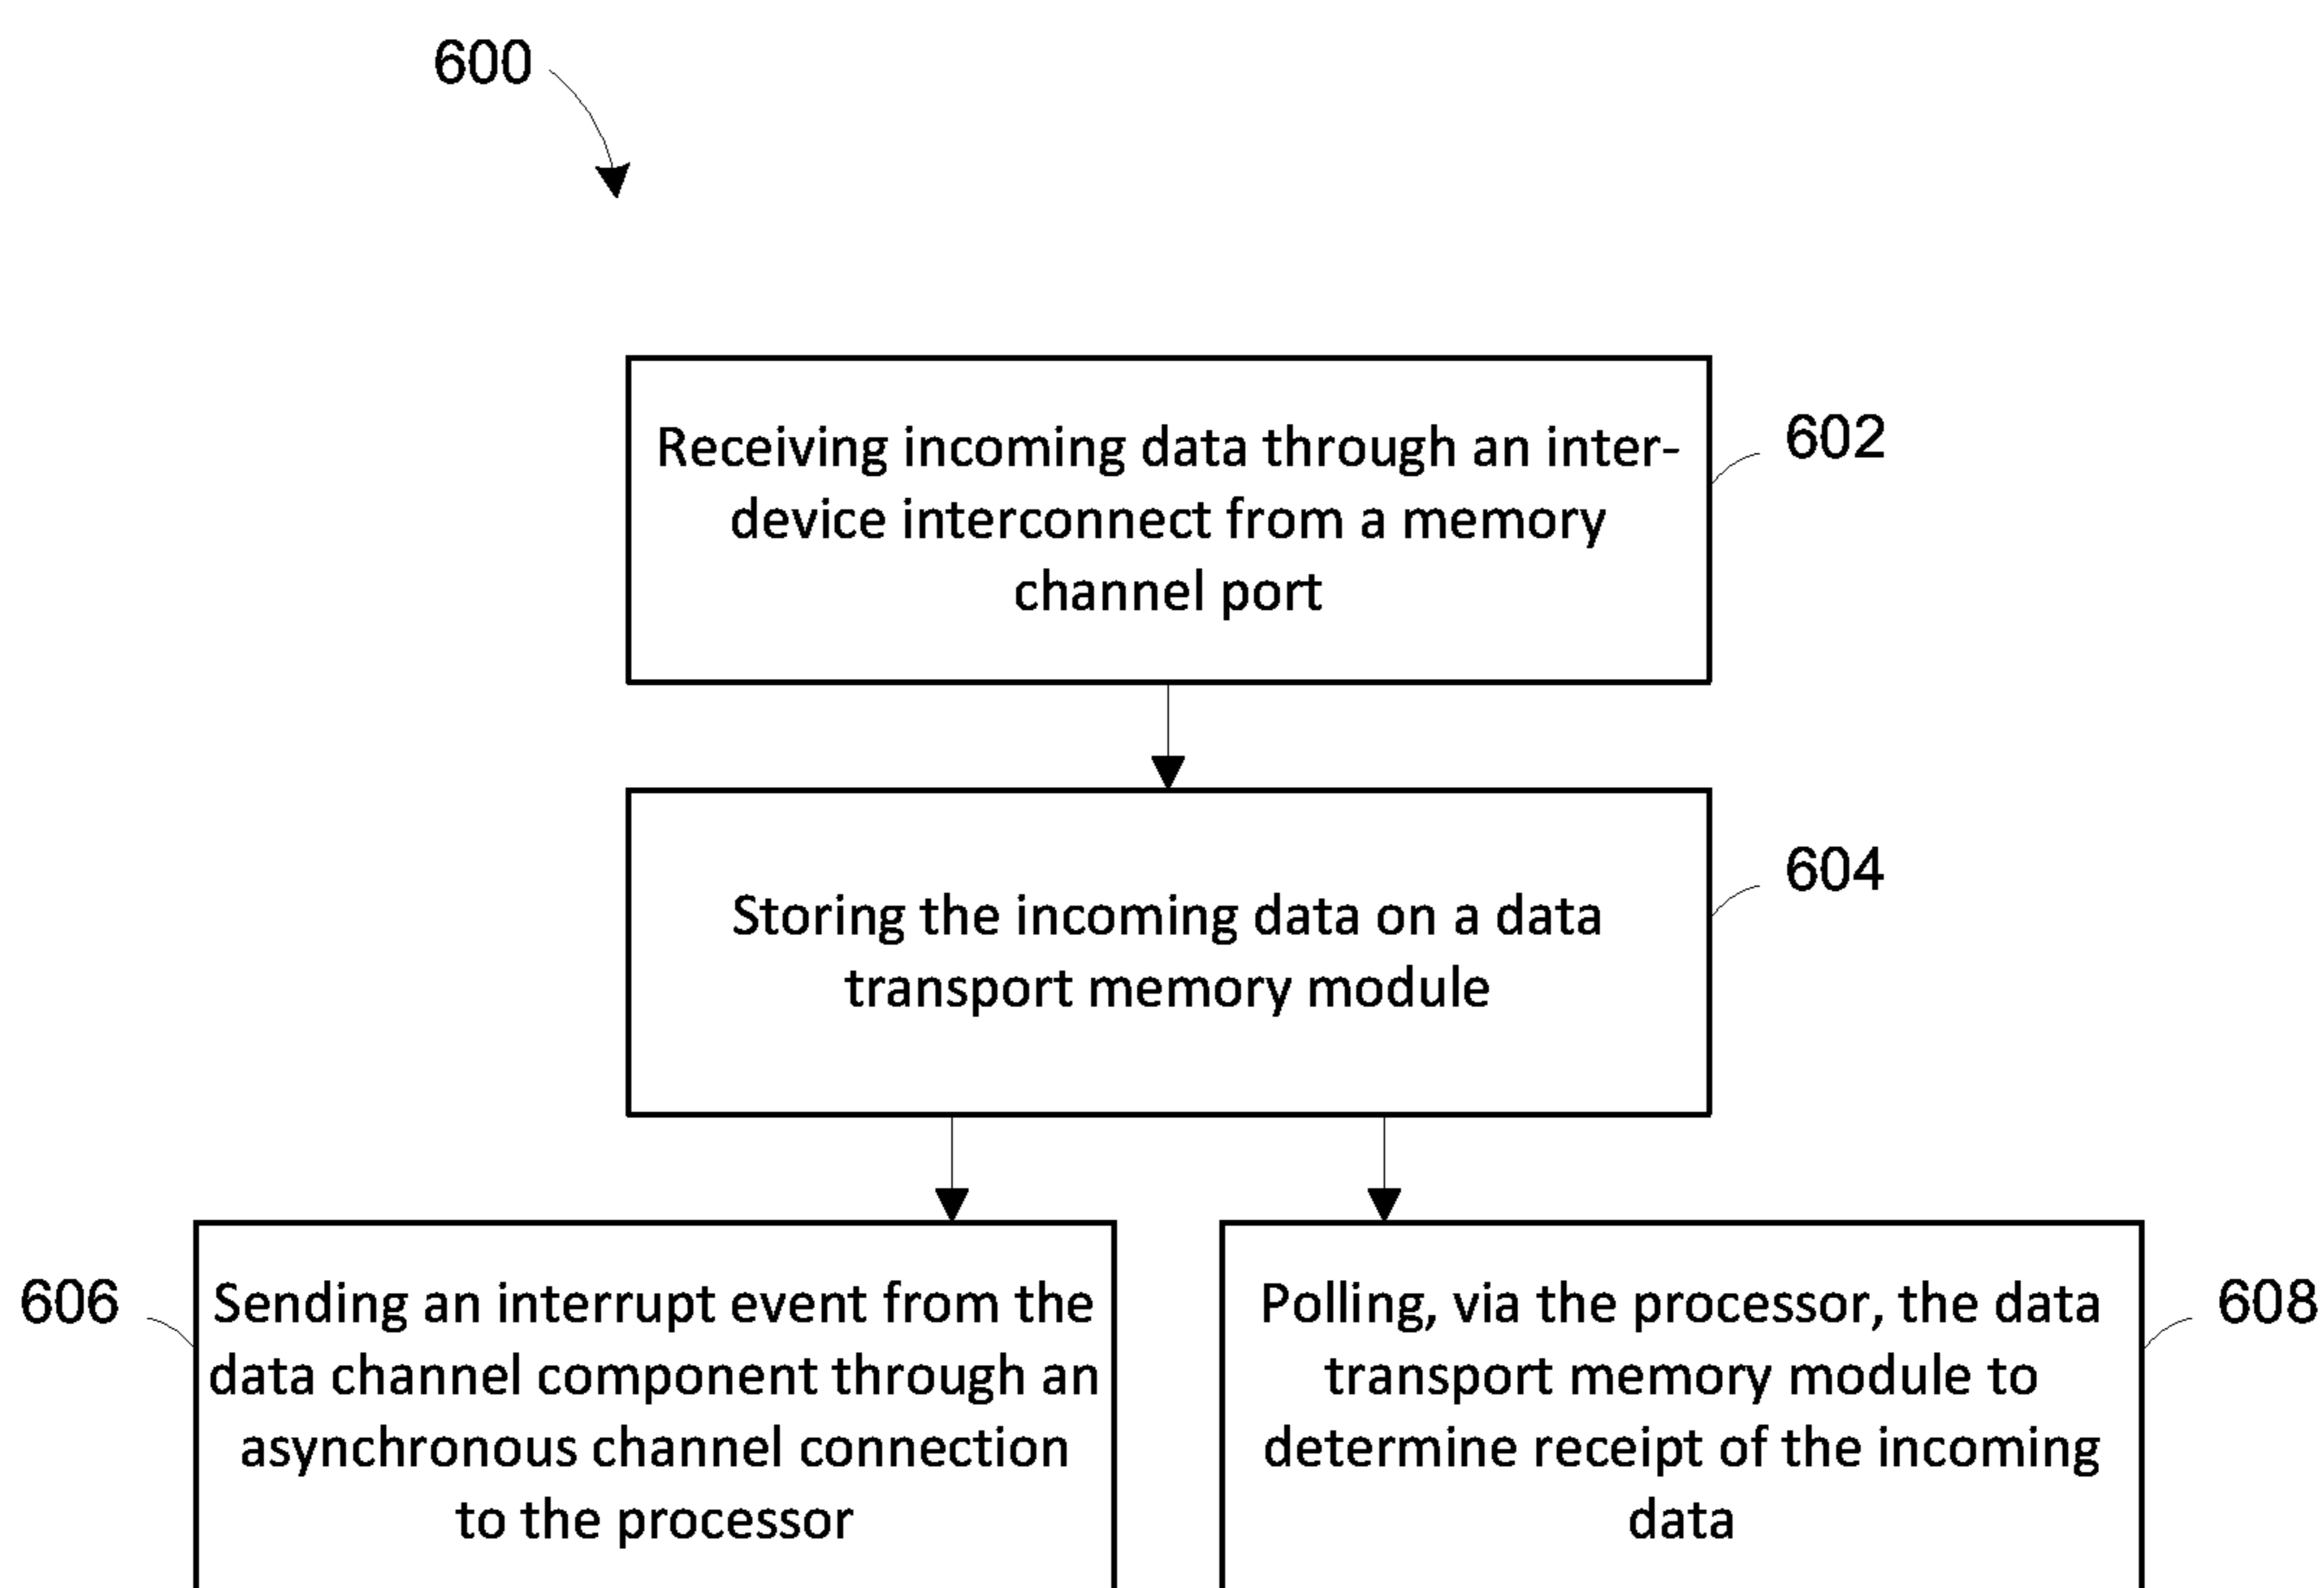 600
Receiving incoming data through an inter-
device interconnect from a memory
channel port
602
Storing the incoming data on a data
transport memory module
604
606
Sending an interrupt event from the
data channel component through an
asynchronous channel connection
to the processor
Polling, via the processor, the data
transport memory module to
determine receipt of the incoming
data
608